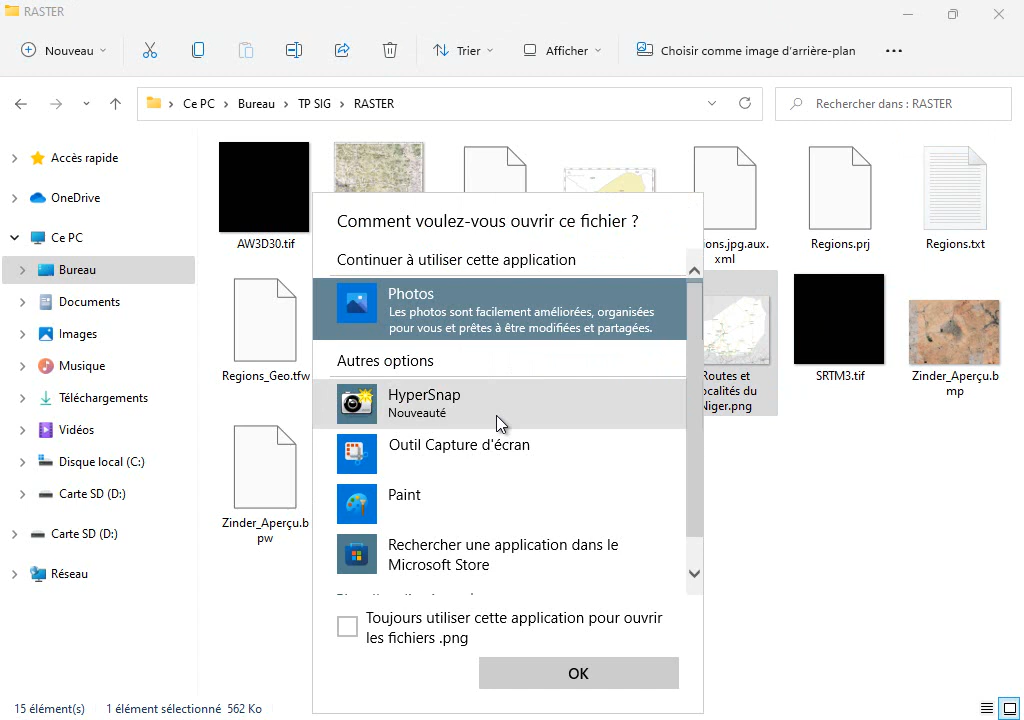 RASTER
Nouveau
Trier
Afficher
Choisir comme image d'arrière-plan
Ce PC
Bureau
TP SIG
RASTER
Rechercher dans : RASTER
Accès rapide
OneDrive
Ce PC
Bureau
Documents
Images
Musique
Téléchargements
Vidéos
Disque local (C:)
Carte SD (D:)
Carte SD (D:)
Réseau
AW3D30.tif
ons.jpg.aux.
xml
Regions.prj
Regions.txt
Regions_Geo.tfw
Routes et
ocalités du
Niger.png
SRTM3.tif
Zinder_Aperçu.b
mp
Zinder_Aperçu.b
pw
Comment voulez-vous ouvrir ce fichier ?
Continuer à utiliser cette application
Photos
Les photos sont facilement améliorées, organisées
pour vous et prêtes à être modifiées et partagées.
Autres options
HyperSnap
Nouveauté
Outil Capture d'écran
Paint
Rechercher une application dans le
Microsoft Store
Toujours utiliser cette application pour ouvrir
les fichiers .png
OK
15 élément(s)
1 élément sélectionné 562 Ko